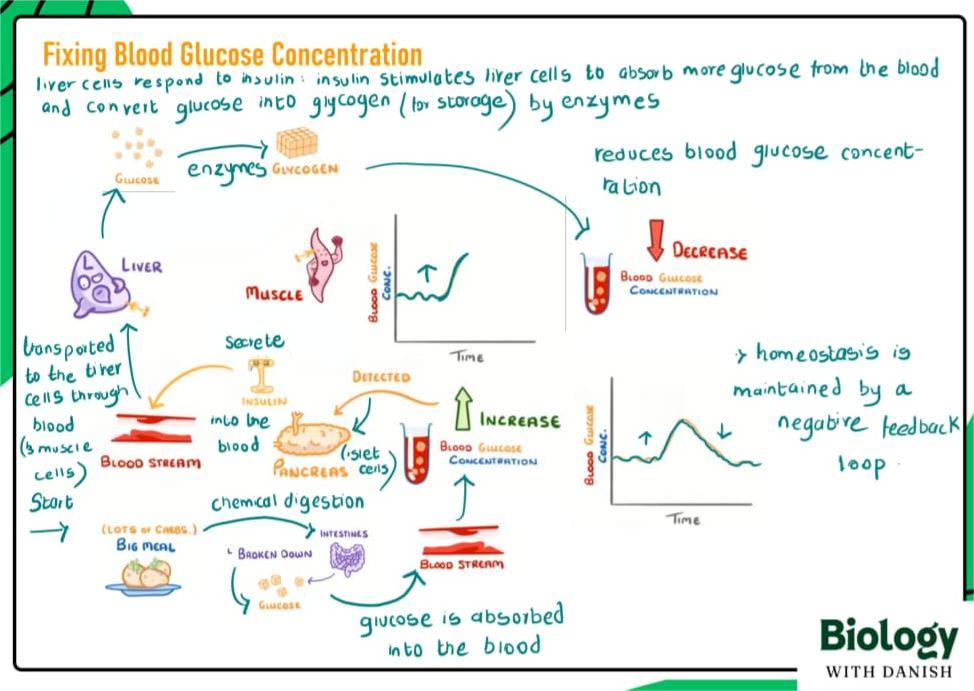 Fixing Blood Glucose Concentration
liver cells respond to insulin : insulin stimulates liver cells to absorb more glucose from the blood
and convert glucose into glycogen (for storage) by enzymes
GLUCOSE
enzymes
GLYCOGEN
reduces blood glucose concent-
ration
DECREASE
BLOOD GLUCOSE
CONCENTRATION
LIVER
MUSCLE
BLOOD GLUCOSE
CONC.
TIME
transported
to the liver
cells through
blood
(& muscle
cells)
secrete
INSULIN
into the
blood
BLOOD STREAM
DETECTED
PANCREAS
(islet
cells)
INCREASE
BLOOD GLUCOSE
CONCENTRATION
BLOOD GLUCOSE
CONC.
TIME
> homeostasis is
maintained by a
negative feedback
loop.
Start
(LOTS OF CARBS.)
BIG MEAL
chemical digestion
INTESTINES
↳ BROKEN DOWN
GLUCOSE
BLOOD STREAM
glucose is absorbed
into the blood
Biology
WITH DANISH